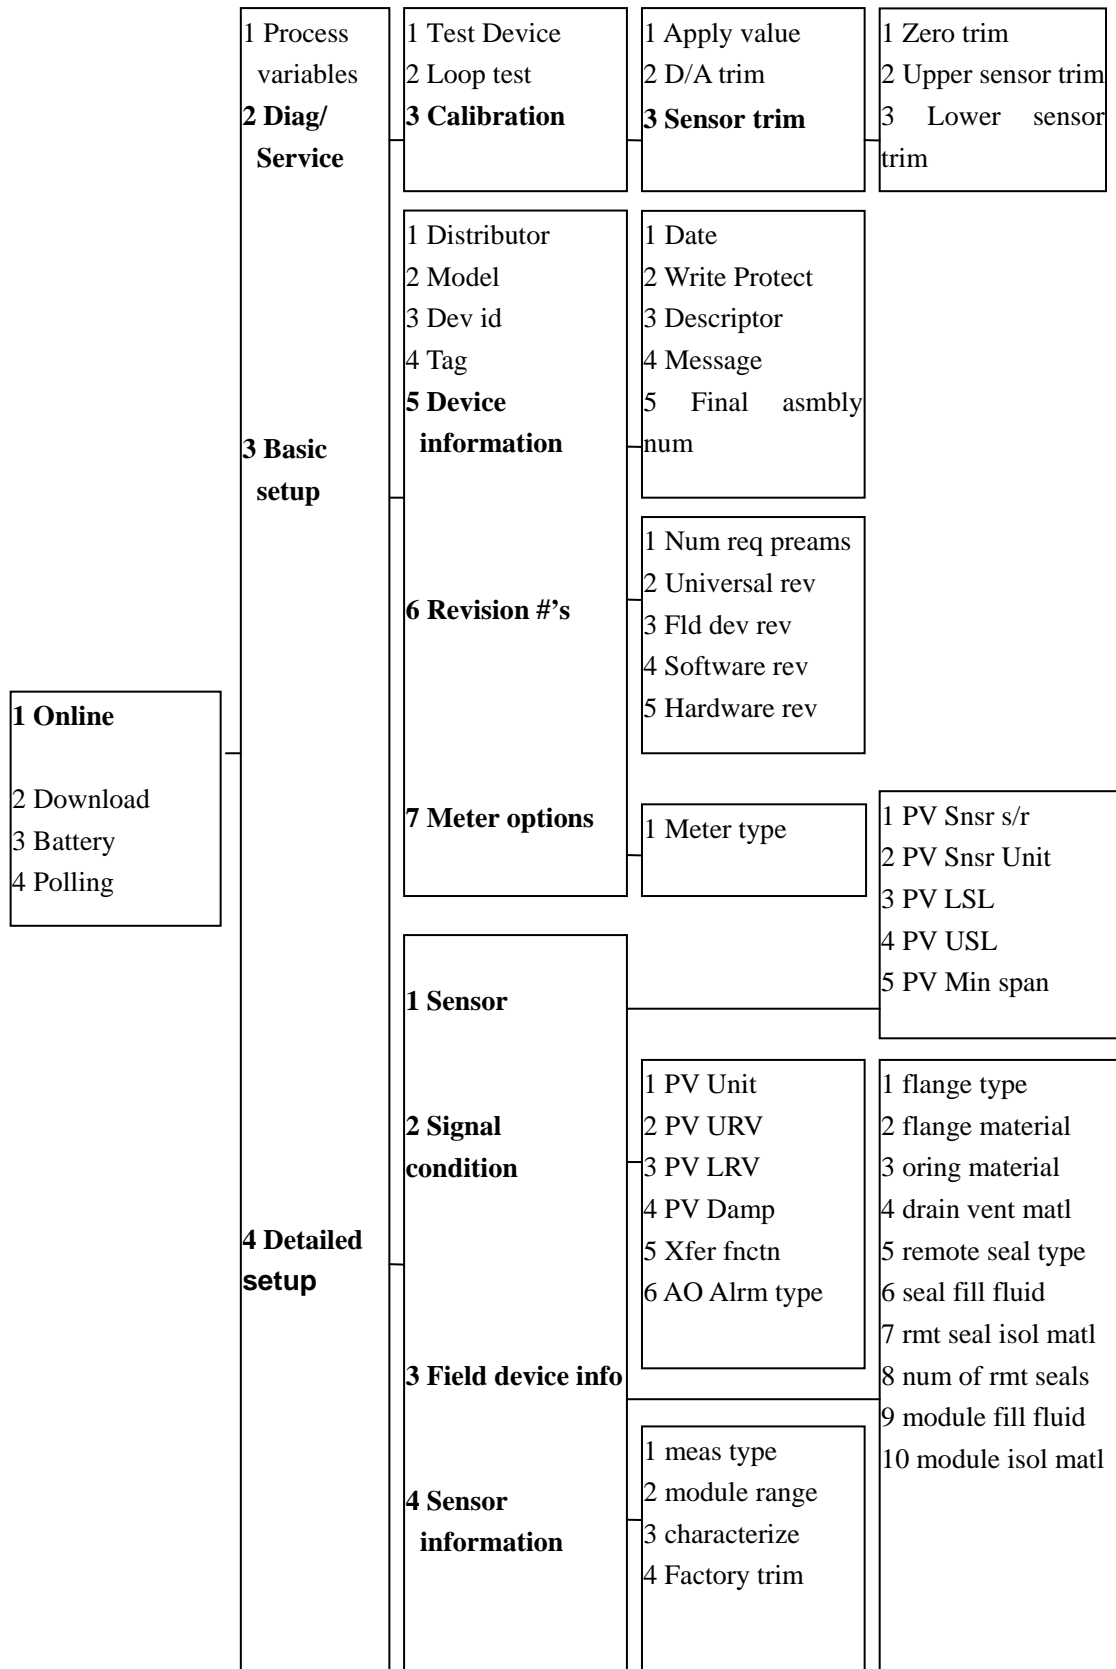 1 Process
variables
2 Diag/
Service
3 Basic
setup
4 Detailed
setup
1 Test Device
2 Loop test
3 Calibration
1 Apply value
2 D/A trim
3 Sensor trim
1 Zero trim
2 Upper sensor trim
3 Lower sensor
trim
1 Distributor
2 Model
3 Dev id
4 Tag
5 Device
information
6 Revision #’s
7 Meter options
1 Date
2 Write Protect
3 Descriptor
4 Message
5 Final asmbly
num
1 Num req preams
2 Universal rev
3 Fld dev rev
4 Software rev
5 Hardware rev
1 Online
2 Download
3 Battery
4 Polling
1 Meter type
1 PV Snsr s/r
2 PV Snsr Unit
3 PV LSL
4 PV USL
5 PV Min span
1 Sensor
2 Signal
condition
3 Field device info
4 Sensor
information
1 PV Unit
2 PV URV
3 PV LRV
4 PV Damp
5 Xfer fnctn
6 AO Alrm type
1 flange type
2 flange material
3 oring material
4 drain vent matl
5 remote seal type
6 seal fill fluid
7 rmt seal isol matl
8 num of rmt seals
9 module fill fluid
10 module isol matl
1 meas type
2 module range
3 characterize
4 Factory trim